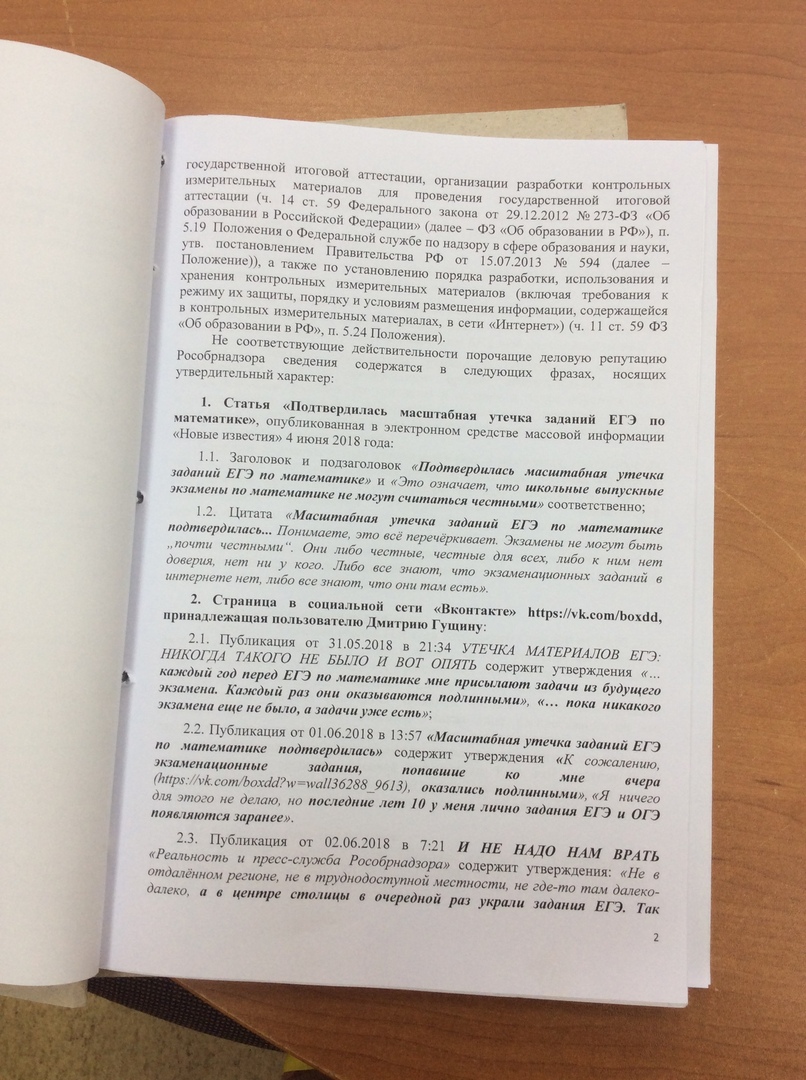 государственной итоговой аттестации, организации разработки контрольных
измерительных материалов для проведения государственной итоговой
аттестации (ч. 14 ст. 59 Федерального закона от 29.12.2012 № 273-ФЗ «Об
образовании в Российской Федерации» (далее – ФЗ «Об образовании в РФ»), п.
5.19 Положения о Федеральной службе по надзору в сфере образования и науки,
утв. постановлением Правительства РФ от 15.07.2013 № 594 (далее –
Положение)), а также по установлению порядка разработки, использования и
хранения контрольных измерительных материалов (включая требования к
режиму их защиты, порядку и условиям размещения информации, содержащейся
в контрольных измерительных материалах, в сети «Интернет») (ч. 11 ст. 59 ФЗ
«Об образовании в РФ», п. 5.24 Положения).
Не соответствующие действительности порочащие деловую репутацию
Рособрнадзора сведения содержатся в следующих фразах, носящих
утвердительный характер:
1. Статья «Подтвердилась масштабная утечка заданий ЕГЭ по
математике», опубликованная в электронном средстве массовой информации
«Новые известия» 4 июня 2018 года:
1.1. Заголовок и подзаголовок «Подтвердилась масштабная утечка
заданий ЕГЭ по математике» и «Это означает, что школьные выпускные
экзамены по математике не могут считаться честными» соответственно;
1.2. Цитата «Масштабная утечка заданий ЕГЭ по математике
подтвердилась... Понимаете, это всё перечёркивает. Экзамены не могут быть
„почти честными“. Они либо честные, честные для всех, либо к ним нет
доверия, нет ни у кого. Либо все знают, что экзаменационных заданий в
интернете нет, либо все знают, что они там есть».
2. Страница в социальной сети «Вконтакте» https://vk.com/boxdd,
принадлежащая пользователю Дмитрию Гущину:
2.1. Публикация от 31.05.2018 в 21:34 УТЕЧКА МАТЕРИАЛОВ ЕГЭ:
НИКОГДА ТАКОГО НЕ БЫЛО И ВОТ ОПЯТЬ содержит утверждения «…
каждый год перед ЕГЭ по математике мне присылают задачи из будущего
экзамена. Каждый раз они оказываются подлинными», «… пока никакого
экзамена еще не было, а задачи уже есть»;
2.2. Публикация от 01.06.2018 в 13:57 «Масштабная утечка заданий ЕГЭ
по математике подтвердилась» содержит утверждения «К сожалению,
экзаменационные задания, попавшие ко мне вчера
(https://vk.com/boxdd?w=wall36288_9613), оказались подлинными», «Я ничего
для этого не делаю, но последние лет 10 у меня лично задания ЕГЭ и ОГЭ
появляются заранее».
2.3. Публикация от 02.06.2018 в 7:21 И НЕ НАДО НАМ ВРАТЬ
«Реальность и пресс-служба Рособрнадзора» содержит утверждения: «Не в
отдалённом регионе, не в труднодоступной местности, не где-то там далеко-
далеко, а в центре столицы в очередной раз украли задания ЕГЭ. Так
2